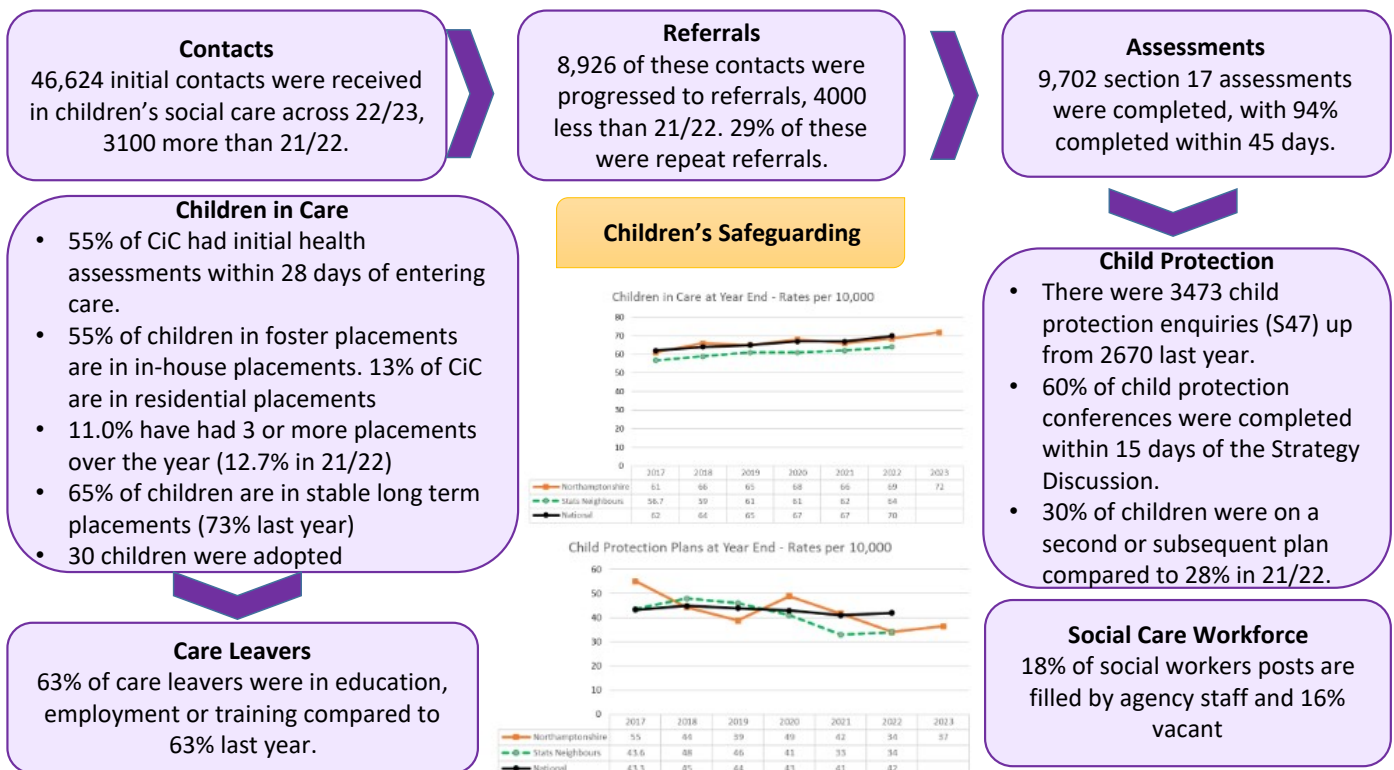 Contacts
46,624 initial contacts were received
in children's social care across 22/23,
3100 more than 21/22.
Referrals
8,926 of these contacts were
progressed to referrals, 4000
less than 21/22. 29% of these
were repeat referrals.
Assessments
9,702 section 17 assessments
were completed, with 94%
completed within 45 days.
Children in Care
• 55% of CiC had initial health
assessments within 28 days of entering
care.
• 55% of children in foster placements
are in in-house placements. 13% of CiC
are in residential placements
• 11.0% have had 3 or more placements
over the year (12.7% in 21/22)
• 65% of children are in stable long term
placements (73% last year)
• 30 children were adopted
Children's Safeguarding
Children in Care at Year End - Rates per 10,000
80
70
60
50
40
30
20
10
0
2017 2018 2019 2020 2021 2022 2023
Northamptonshire 61 66 65 68 66 69 72
Stats Neighbours 56.7 59 61 61 62 64
National 62 64 65 67 67 70
Child Protection Plans at Year End - Rates per 10,000
60
50
40
30
20
10
0
2017 2018 2019 2020 2021 2022 2023
Northamptonshire 55 44 39 49 42 34 37
Stats Neighbours 43.6 48 46 41 33 34
National 43.3 45 44 43 41 42
Child Protection
• There were 3473 child
protection enquiries (S47) up
from 2670 last year.
• 60% of child protection
conferences were completed
within 15 days of the Strategy
Discussion.
• 30% of children were on a
second or subsequent plan
compared to 28% in 21/22.
Care Leavers
63% of care leavers were in education,
employment or training compared to
63% last year.
Social Care Workforce
18% of social workers posts are
filled by agency staff and 16%
vacant